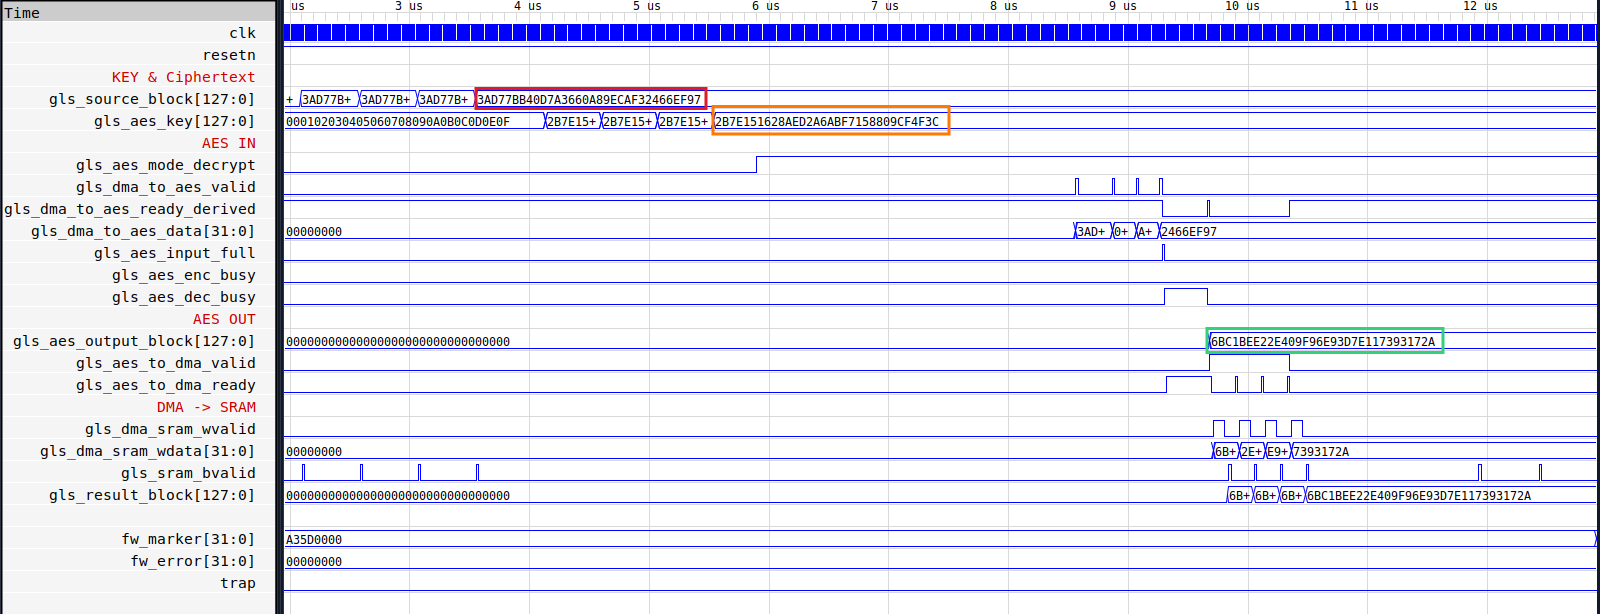 Time us 3 us 4 us 5 us 6 us 7 us 8 us 9 us 10 us 11 us 12 us
clk
resetn
KEY & Ciphertext
gls_source_block[127:0] + 3AD77B+ 3AD77B+ 3AD77B+ 3AD77BB40D7A3660A89ECAF32466EF97
gls_aes_key[127:0] 000102030405060708090A0B0C0D0E0F 2B7E15+ 2B7E15+ 2B7E15+ 2B7E151628AED2A6ABF7158809CF4F3C
AES IN
gls_aes_mode_decrypt
gls_dma_to_aes_valid
gls_dma_to_aes_ready_derived
gls_dma_to_aes_data[31:0] 00000000 3AD+ 0+ A+ 2466EF97
gls_aes_input_full
gls_aes_enc_busy
gls_aes_dec_busy
AES OUT
gls_aes_output_block[127:0] 00000000000000000000000000000000 6BC1BEE22E409F96E93D7E117393172A
gls_aes_to_dma_valid
gls_aes_to_dma_ready
DMA -> SRAM
gls_dma_sram_wvalid
gls_dma_sram_wdata[31:0] 00000000 6B+ 2E+ E9+ 7393172A
gls_sram_bvalid
gls_result_block[127:0] 00000000000000000000000000000000 6B+ 6B+ 6B+ 6BC1BEE22E409F96E93D7E117393172A
fw_marker[31:0] A35D0000
fw_error[31:0] 00000000
trap